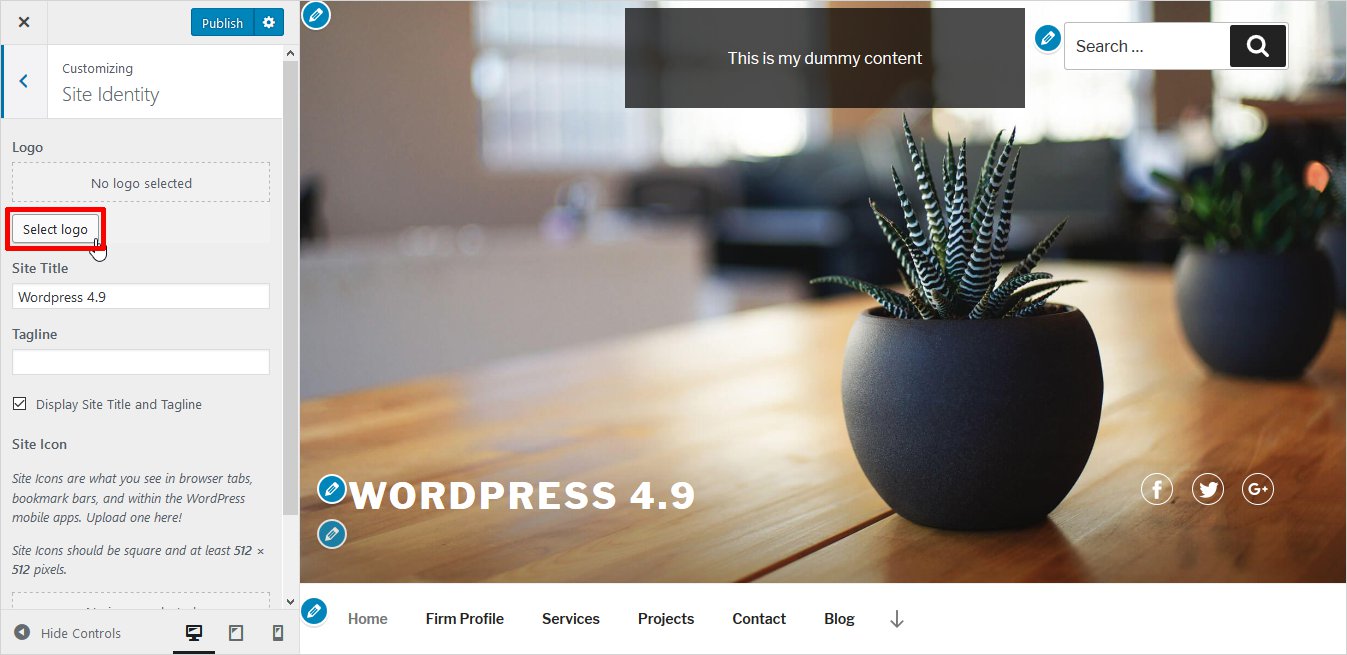 Publish
Customizing
Site Identity
Logo
No logo selected
Select logo
Site Title
Wordpress 4.9
Tagline
Display Site Title and Tagline
Site Icon
Site Icons are what you see in browser tabs,
bookmark bars, and within the WordPress
mobile apps. Upload one here!
Site Icons should be square and at least 512 ×
512 pixels.
Hide Controls
This is my dummy content
Search …
WORDPRESS 4.9
f
G+
Home Firm Profile Services Projects Contact Blog